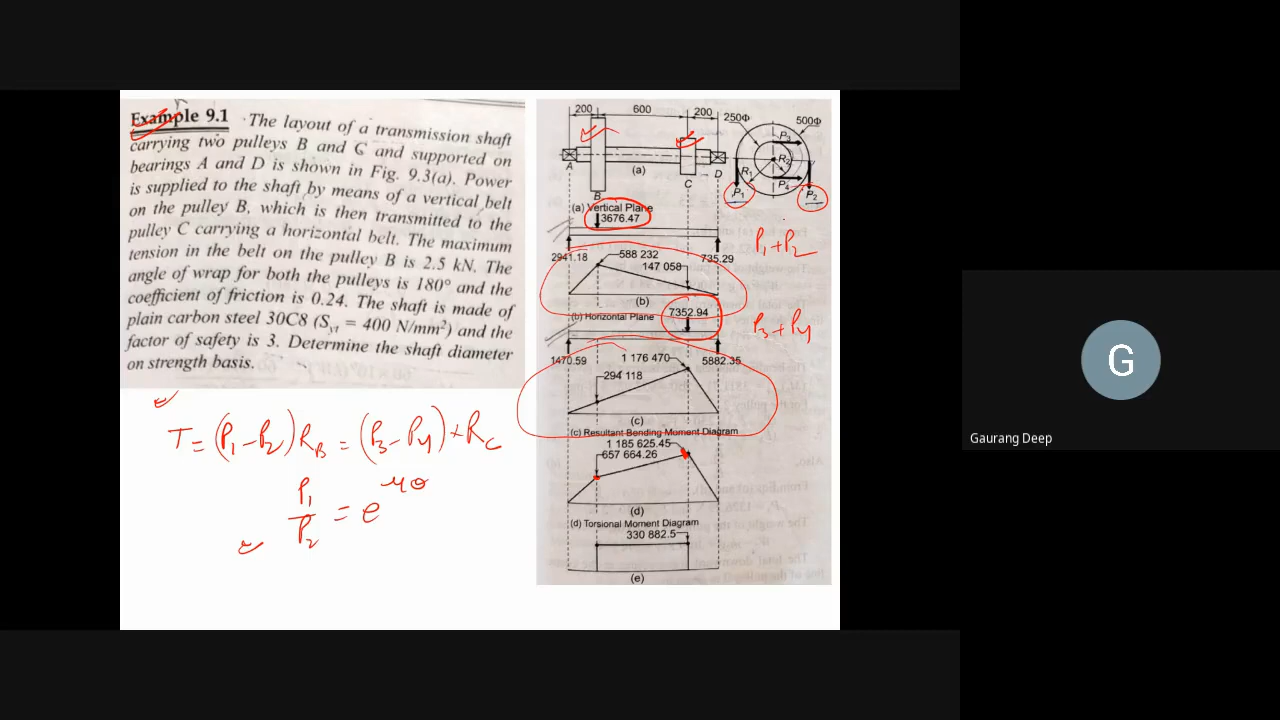 Example 9.1 The layout of a transmission shaft
carrying two pulleys B and C and supported on
bearings A and D is shown in Fig. 9.3(a). Power
is supplied to the shaft by means of a vertical belt
on the pulley B, which is then transmitted to the
pulley C carrying a horizontal belt. The maximum
tension in the belt on the pulley B is 2.5 kN. The
angle of wrap for both the pulleys is 180° and the
coefficient of friction is 0.24. The shaft is made of
plain carbon steel 30C8 (Syt = 400 N/mm²) and the
factor of safety is 3. Determine the shaft diameter
on strength basis.
T = (P1 - P2) RB = (P3 - P4) × RC
P1
P2
= e^μθ
200 600 200
250Φ 500Φ
P3
R2
R1
P4
P1 P2
A
(a)
B
C
D
(a) Vertical Plane
3676.47
P1 + P2
2941.18 588 232 735.29
147 058
(b)
(b) Horizontal Plane 7352.94
P3 + P4
1470.59 1 176 470 5882.35
294 118
(c)
(c) Resultant Bending Moment Diagram
1 185 625.45
657 664.26
(d)
(d) Torsional Moment Diagram
330 882.5
(e)
G
Gaurang Deep